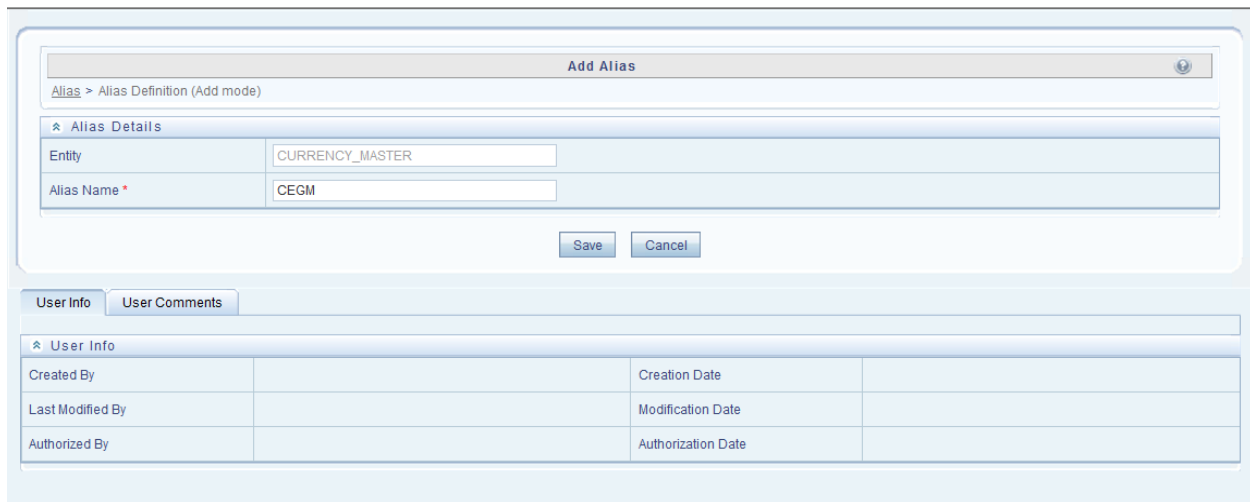 Add Alias
Alias > Alias Definition (Add mode)
Alias Details
Entity CURRENCY_MASTER
Alias Name * CEGM
Save Cancel
User Info User Comments
User Info
Created By Creation Date
Last Modified By Modification Date
Authorized By Authorization Date